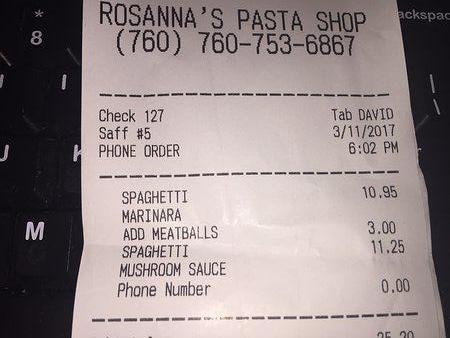 ROSANNA'S PASTA SHOP
(760) 760-753-6867
Check 127 Tab DAVID
Saff #5 3/11/2017
PHONE ORDER 6:02 PM
SPAGHETTI 10.95
MARINARA
ADD MEATBALLS 3.00
SPAGHETTI 11.25
MUSHROOM SAUCE
Phone Number 0.00
ackspac
*
8
I
K
U
M